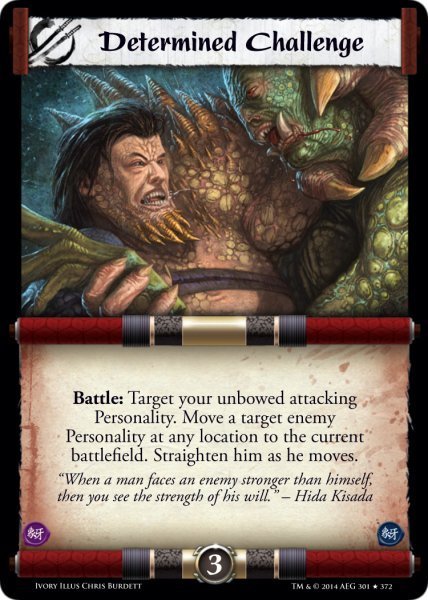 Determined Challenge
Battle: Target your unbowed attacking
Personality. Move a target enemy
Personality at any location to the current
battlefield. Straighten him as he moves.
“When a man faces an enemy stronger than himself,
then you see the strength of his will.” – Hida Kisada
3
Ivory Illus Chris Burdett
TM & © 2014 AEG 301 ★ 372